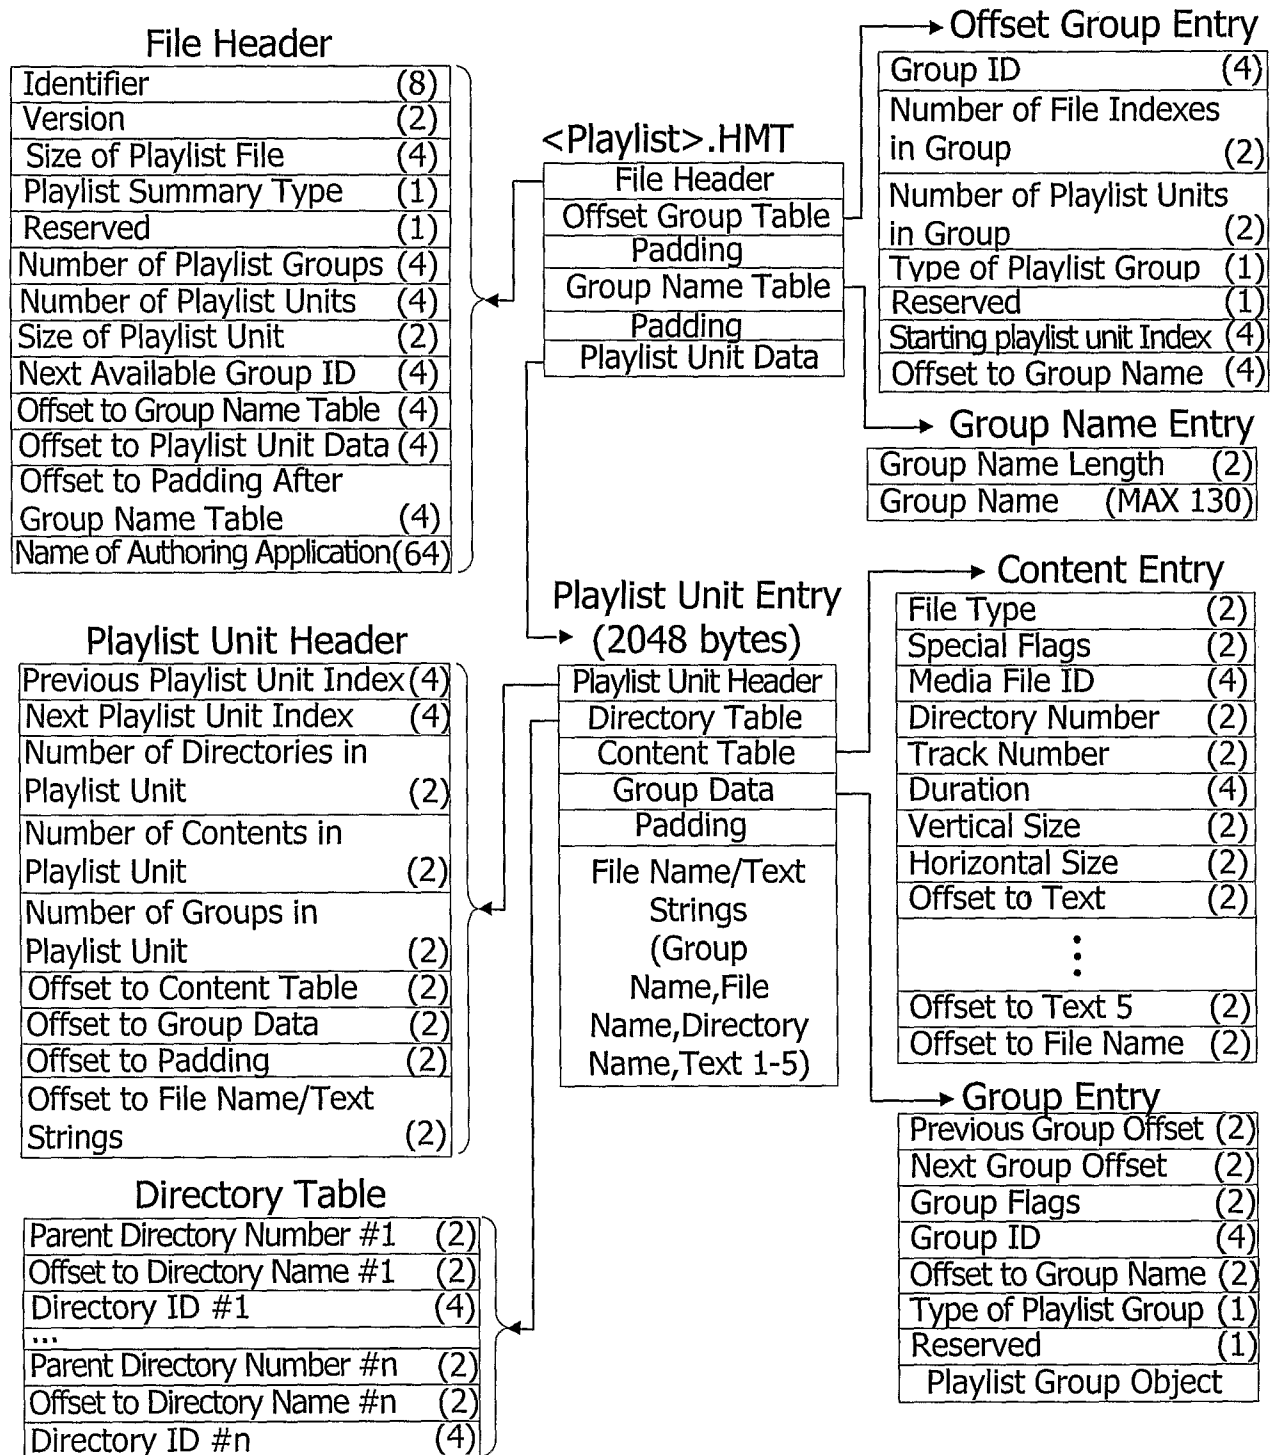 File Header
Identifier (8)
Version (2)
Size of Playlist File (4)
Playlist Summary Type (1)
Reserved (1)
Number of Playlist Groups (4)
Number of Playlist Units (4)
Size of Playlist Unit (2)
Next Available Group ID (4)
Offset to Group Name Table (4)
Offset to Playlist Unit Data (4)
Offset to Padding After
Group Name Table (4)
Name of Authoring Application(64)
<Playlist>.HMT
File Header
Offset Group Table
Padding
Group Name Table
Padding
Playlist Unit Data
Offset Group Entry
Group ID (4)
Number of File Indexes
in Group (2)
Number of Playlist Units
in Group (2)
Type of Playlist Group (1)
Reserved (1)
Starting playlist unit Index (4)
Offset to Group Name (4)
Group Name Entry
Group Name Length (2)
Group Name (MAX 130)
Playlist Unit Header
Previous Playlist Unit Index(4)
Next Playlist Unit Index (4)
Number of Directories in
Playlist Unit (2)
Number of Contents in
Playlist Unit (2)
Number of Groups in
Playlist Unit (2)
Offset to Content Table (2)
Offset to Group Data (2)
Offset to Padding (2)
Offset to File Name/Text
Strings (2)
Playlist Unit Entry
(2048 bytes)
Playlist Unit Header
Directory Table
Content Table
Group Data
Padding
File Name/Text
Strings
(Group
Name,File
Name,Directory
Name,Text 1-5)
Content Entry
File Type (2)
Special Flags (2)
Media File ID (4)
Directory Number (2)
Track Number (2)
Duration (4)
Vertical Size (2)
Horizontal Size (2)
Offset to Text (2)
Offset to Text 5 (2)
Offset to File Name (2)
Directory Table
Parent Directory Number #1 (2)
Offset to Directory Name #1 (2)
Directory ID #1 (4)
...
Parent Directory Number #n (2)
Offset to Directory Name #n (2)
Directory ID #n (4)
Group Entry
Previous Group Offset (2)
Next Group Offset (2)
Group Flags (2)
Group ID (4)
Offset to Group Name (2)
Type of Playlist Group (1)
Reserved (1)
Playlist Group Object